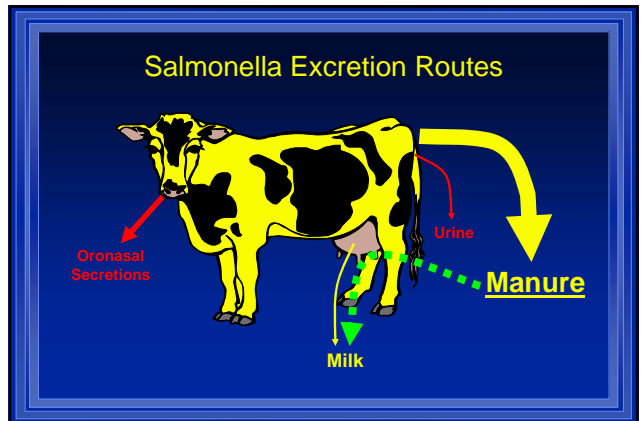 Salmonella Excretion Routes
Oronasal
Secretions
Urine
Manure
Milk